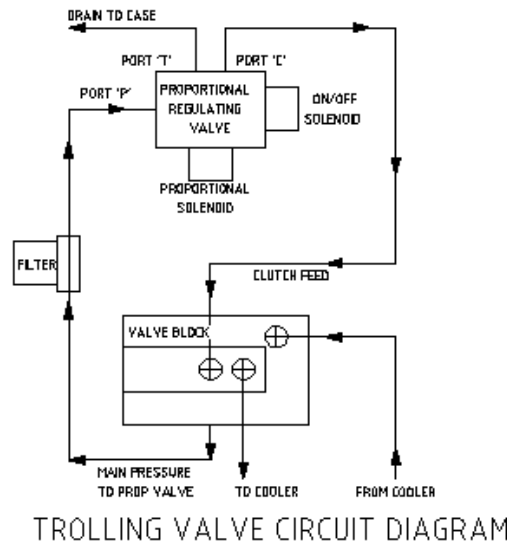 DRAIN TO CASE
PORT 'T'
PORT 'C'
PORT 'P'
PROPORTIONAL
REGULATING
VALVE
ON/OFF
SOLENOID
PROPORTIONAL
SOLENOID
FILTER
CLUTCH FEED
VALVE BLOCK
MAIN PRESSURE
TO PROP VALVE
TO COOLER
FROM COOLER
TROLLING VALVE CIRCUIT DIAGRAM